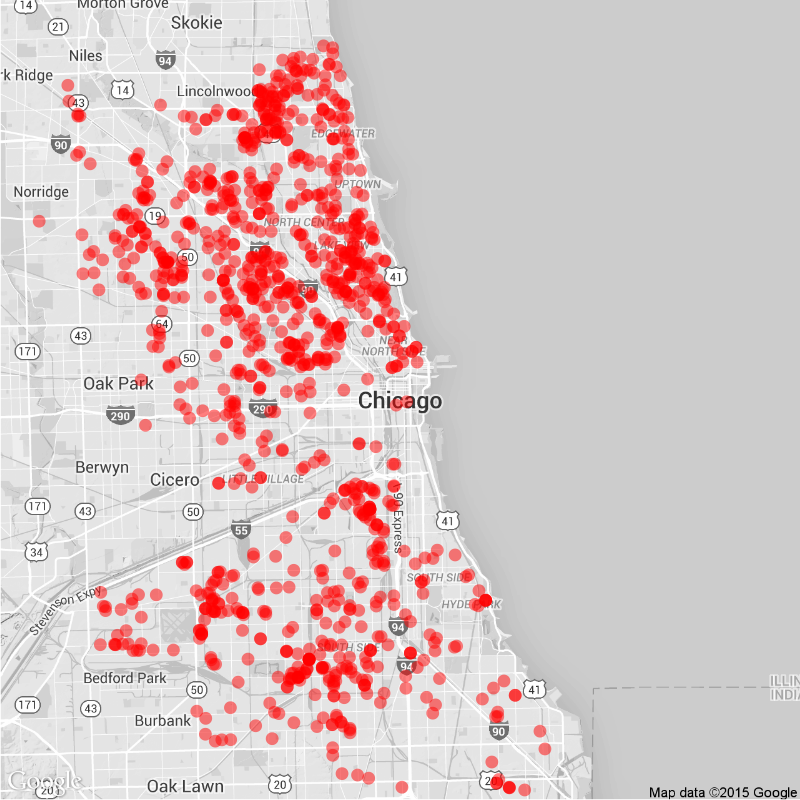 14
Morton Grove
21
Skokie
Niles
94
rk Ridge
14
Lincolnwoo
43
EDGEWATER
90
Norridge
UPTOWN
19
NORTH CENTER
LAKE VIEW
50
41
90
64
43
NEAR
NORTH SIDE
171
50
Oak Park
Chicago
290
290
Berwyn
Cicero
LITTLE VILLAGE
171
43
50
90 Express
41
55
34
SOUTH SIDE
Stevenson Expy
HYDE PARK
94
SOUTH SIDE
94
Bedford Park
ILLIN
INDIA
50
41
171
43
Burbank
90
Google
20
Oak Lawn
20
20
Map data ©2015 Google